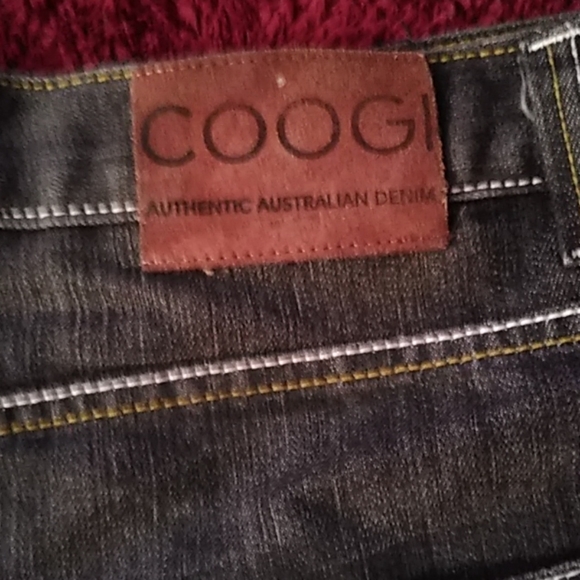 COOGI
AUTHENTIC AUSTRALIAN DENIM